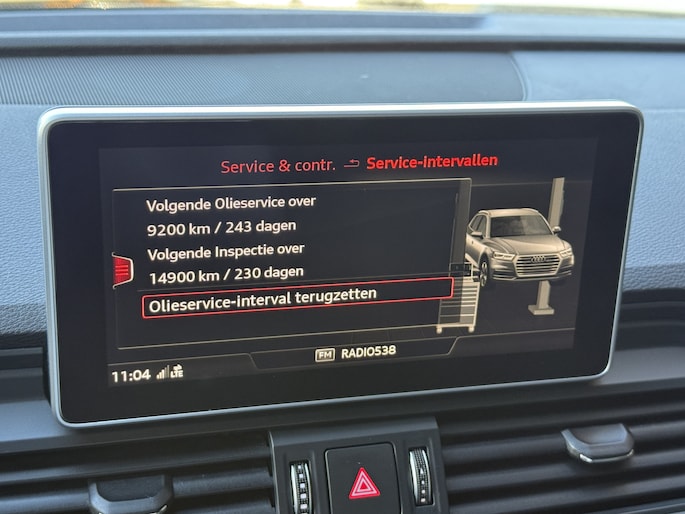 Service & contr. Service-intervallen
Volgende Olieservice over
9200 km / 243 dagen
Volgende Inspectie over
14900 km / 230 dagen
Olieservice-interval terugzetten
FM RADIO538
11:04 LTE